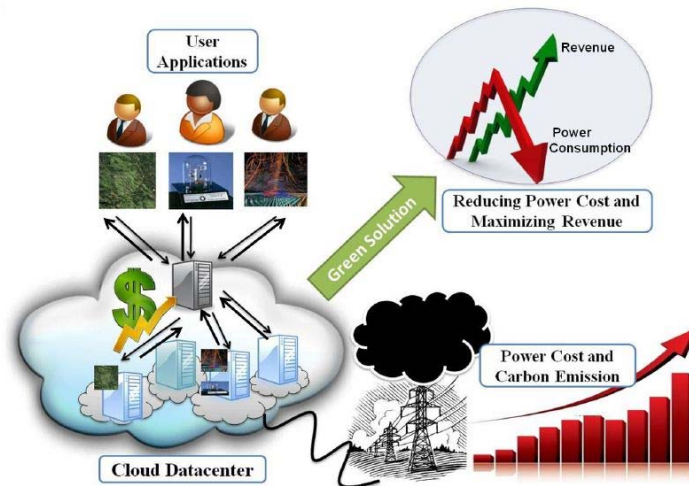 User
Applications
Revenue
Power
Consumption
Reducing Power Cost and
Maximizing Revenue
Green Solution
$
Power Cost and
Carbon Emission
Cloud Datacenter